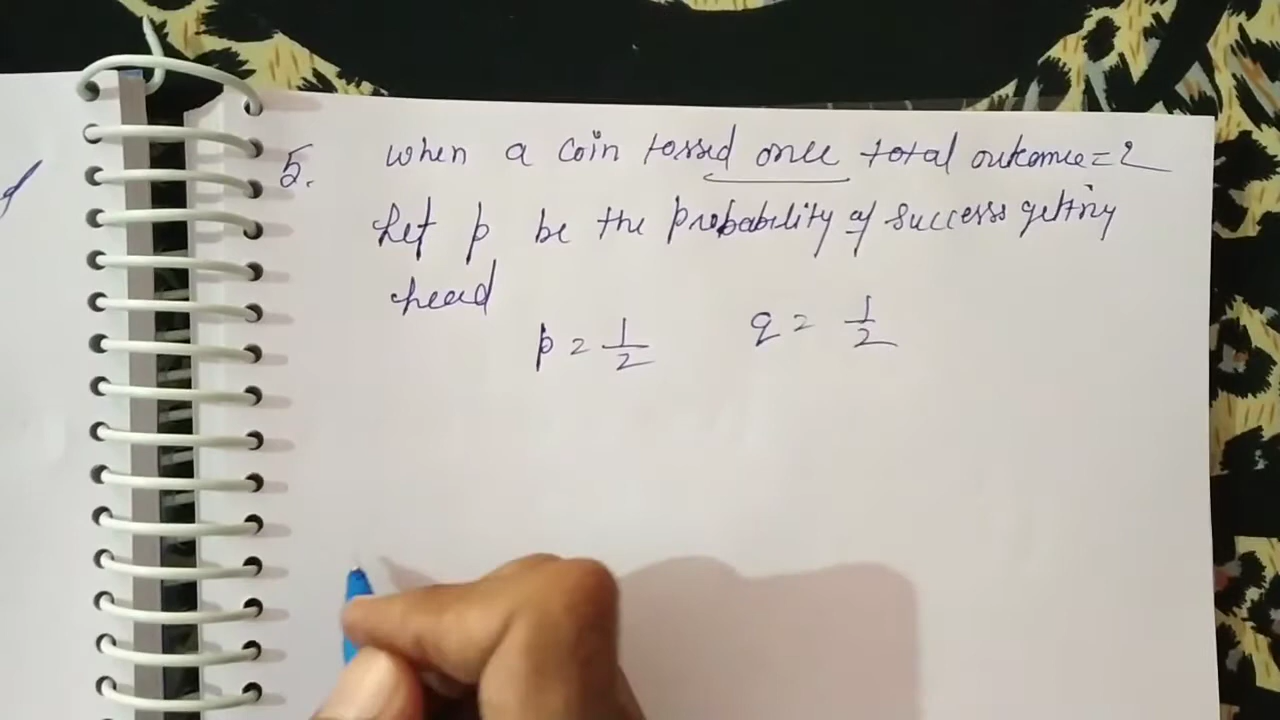 5. when a coin tossed once total outcome = 2
Let p be the probability of success getting
head
p = 1/2 q = 1/2